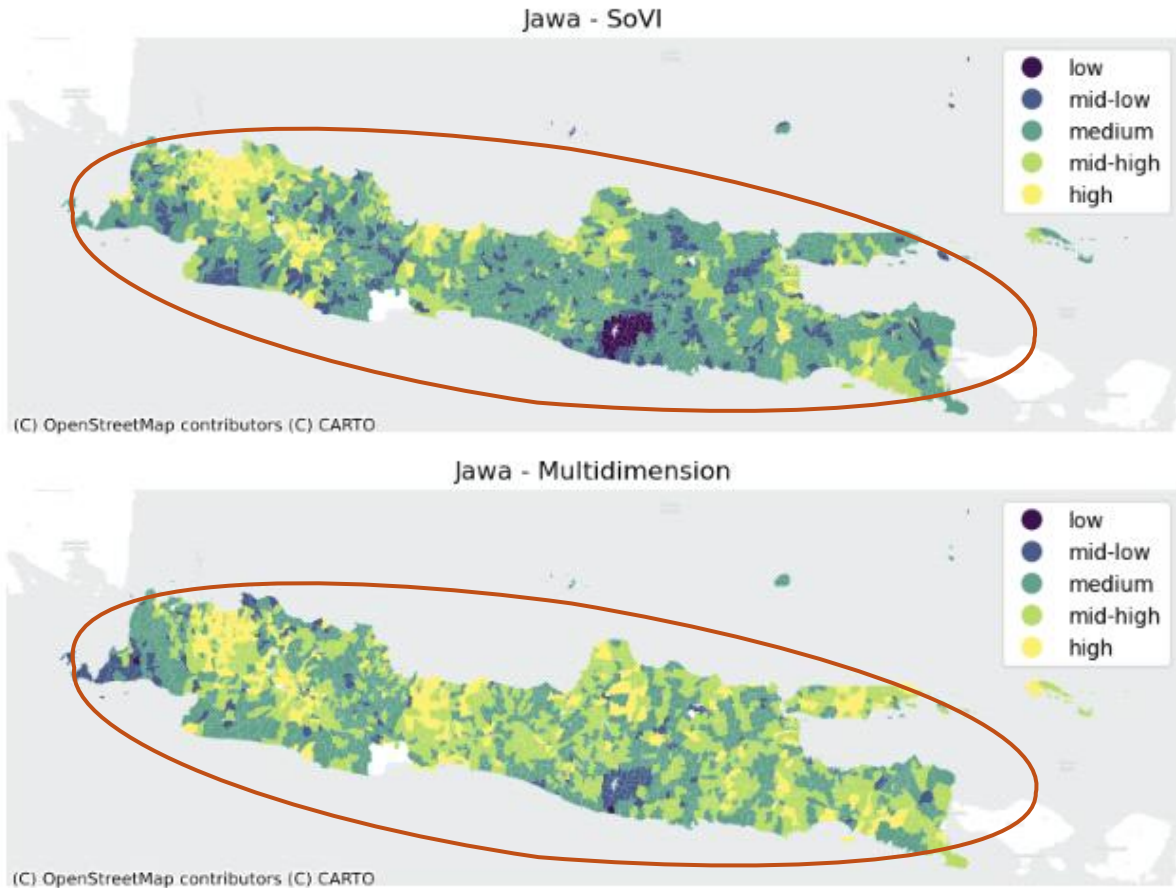 Jawa - SoVI
low
mid-low
medium
mid-high
high
(C) OpenStreetMap contributors (C) CARTO
Jawa - Multidimension
low
mid-low
medium
mid-high
high
(C) OpenStreetMap contributors (C) CARTO